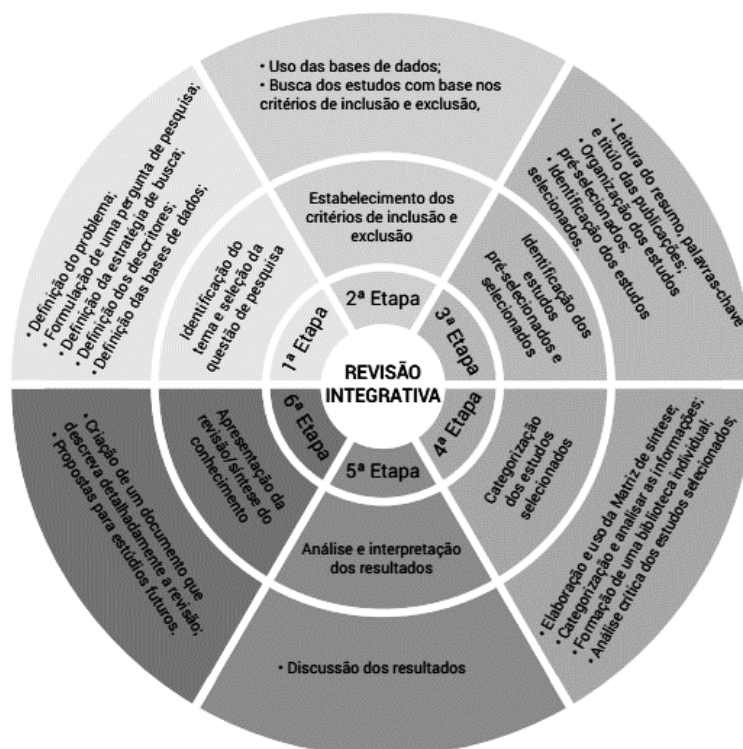 REVISÃO
INTEGRATIVA
1ª Etapa
Identificação do
tema e seleção da
questão de pesquisa
• Definição do problema;
• Formulação de uma pergunta de pesquisa;
• Definição da estratégia de busca;
• Definição dos descritores;
• Definição das bases de dados;
2ª Etapa
Estabelecimento dos
critérios de inclusão e
exclusão
• Uso das bases de dados;
• Busca dos estudos com base nos
critérios de inclusão e exclusão,
3ª Etapa
Identificação dos
estudos
pré-selecionados e
selecionados
• Leitura do resumo, palavras-chave
e titúlo das publicações;
• Organização dos estudos
pré-selecionados;
• Identificação dos estudos
selecionados.
4ª Etapa
Categorização
dos estudos
selecionados
• Elaboração e uso da Matriz de síntese;
• Categorização e analisar as informações;
• Formação de uma biblioteca individual;
• Análise crítica dos estudos selecionados;
5ª Etapa
Análise e interpretação
dos resultados
• Discussão dos resultados
6ª Etapa
Apresentação da
revisão/síntese do
conhecimento
• Criação de um documento que
descreva detalhadamente a revisão;
• Propostas para estúdios futuros.